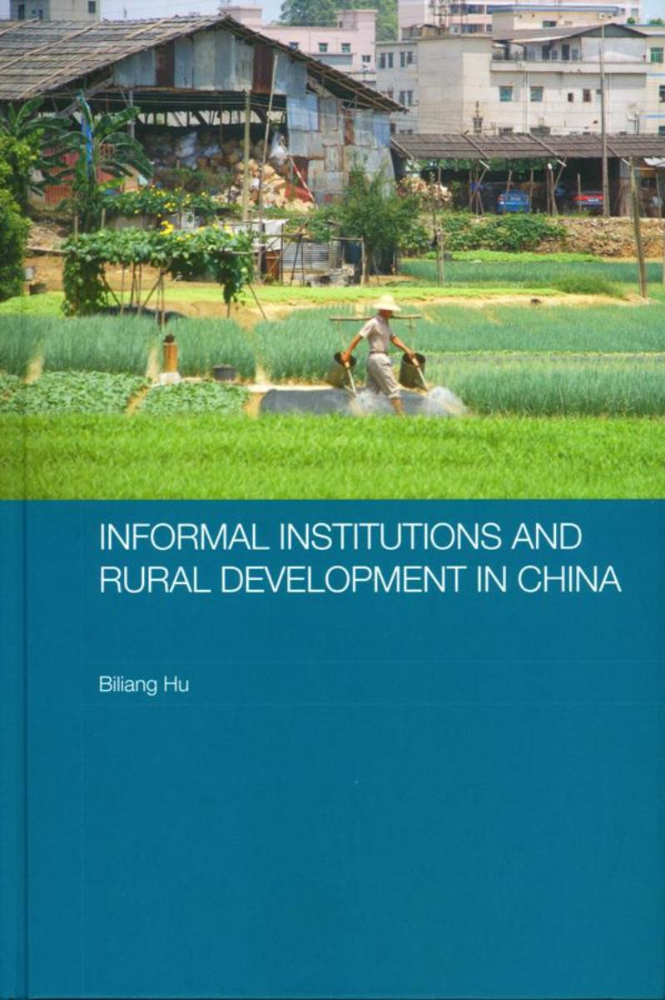 INFORMAL INSTITUTIONS AND
RURAL DEVELOPMENT IN CHINA
Biliang Hu